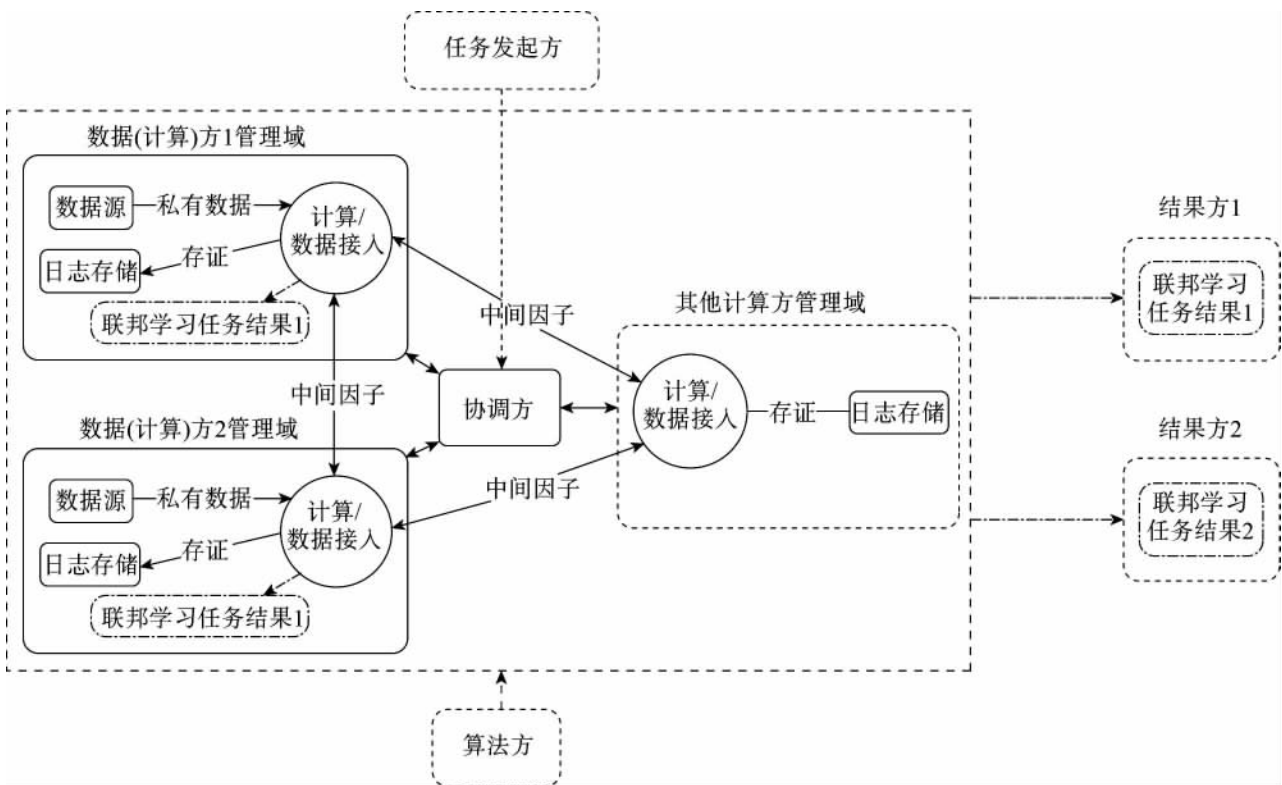 任务发起方
数据(计算)方1管理域
数据源
私有数据
计算/
数据接入
存证
日志存储
联邦学习任务结果1
中间因子
中间因子
数据(计算)方2管理域
数据源
私有数据
计算/
数据接入
存证
日志存储
联邦学习任务结果1
协调方
中间因子
其他计算方管理域
计算/
数据接入
存证
日志存储
结果方1
联邦学习
任务结果1
结果方2
联邦学习
任务结果2
算法方